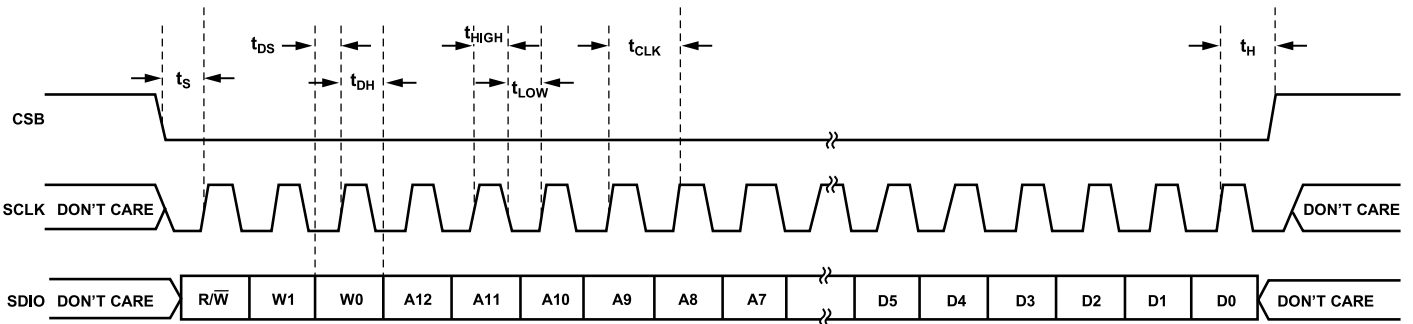 tDS
tHIGH
tCLK
tH
tS
tDH
tLOW
CSB
SCLK DON'T CARE DON'T CARE
SDIO DON'T CARE R/W̅ W1 W0 A12 A11 A10 A9 A8 A7 D5 D4 D3 D2 D1 D0 DON'T CARE